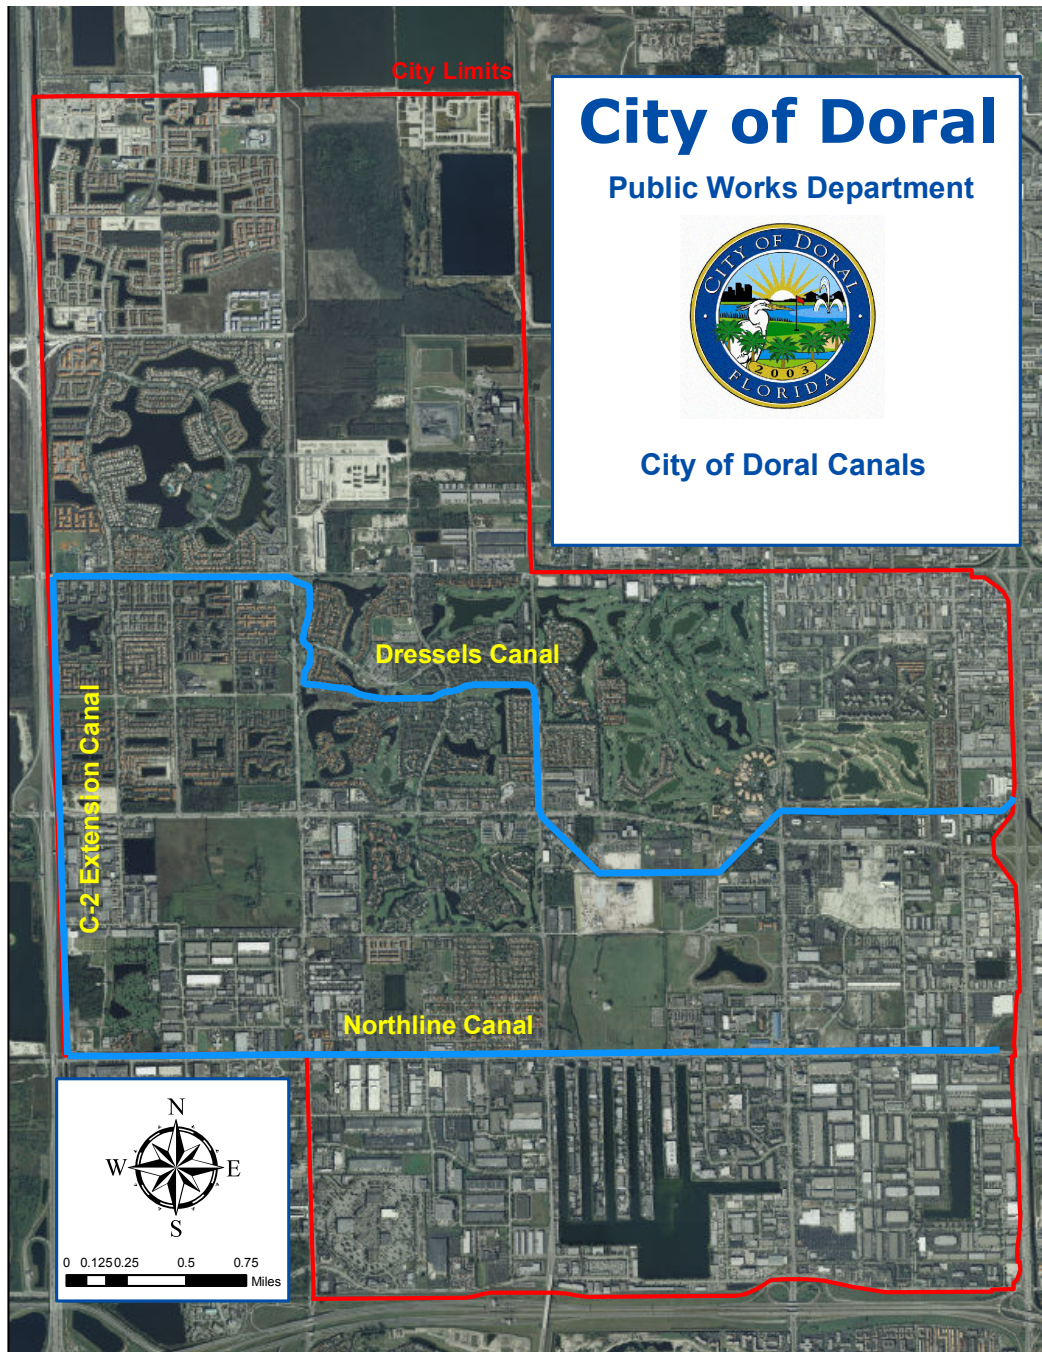 City Limits
City of Doral
Public Works Department
CITY OF DORAL
FLORIDA
2003
City of Doral Canals
Dressels Canal
C-2 Extension Canal
Northline Canal
N
W
E
S
0 0.125 0.25 0.5 0.75
Miles